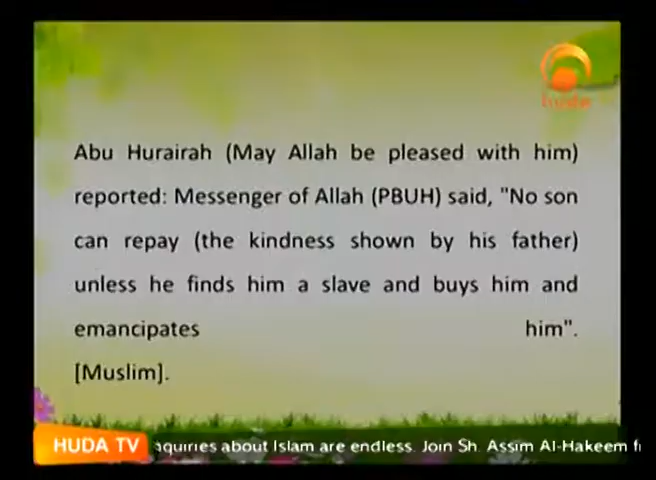 huda
Abu Hurairah (May Allah be pleased with him)
reported: Messenger of Allah (PBUH) said, "No son
can repay (the kindness shown by his father)
unless he finds him a slave and buys him and
emancipates him".
[Muslim].
HUDA TV nquiries about Islam are endless. Join Sh. Assim Al-Hakeem